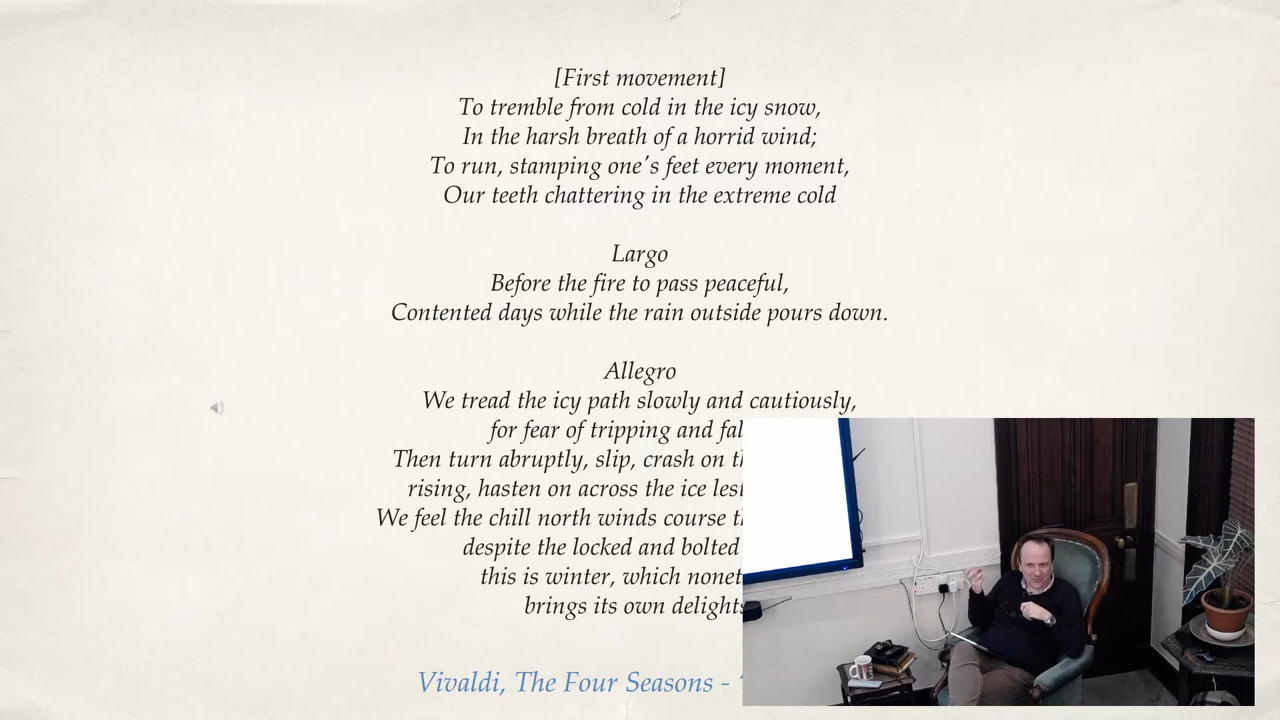 [First movement]
To tremble from cold in the icy snow,
In the harsh breath of a horrid wind;
To run, stamping one's feet every moment,
Our teeth chattering in the extreme cold
Largo
Before the fire to pass peaceful,
Contented days while the rain outside pours down.
Allegro
We tread the icy path slowly and cautiously,
for fear of tripping and
Then turn abruptly, slip, crash on
rising, hasten on across the ice lest
We feel the chill north winds course
despite the locked and bolted
this is winter, which
brings its own delights
Vivaldi, The Four Seasons -